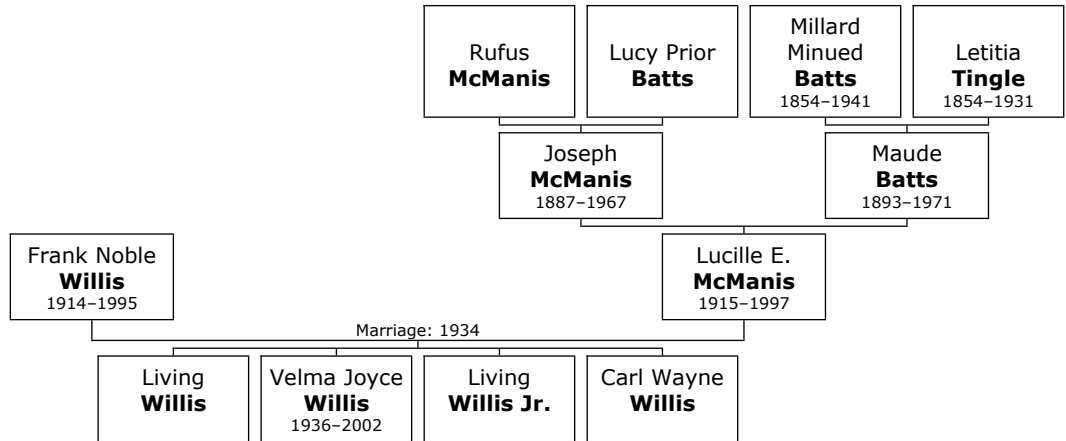 Rufus
McManis
Lucy Prior
Batts
Millard
Minued
Batts
1854–1941
Letitia
Tingle
1854–1931
Joseph
McManis
1887–1967
Maude
Batts
1893–1971
Frank Noble
Willis
1914–1995
Lucille E.
McManis
1915–1997
Marriage: 1934
Living
Willis
Velma Joyce
Willis
1936–2002
Living
Willis Jr.
Carl Wayne
Willis